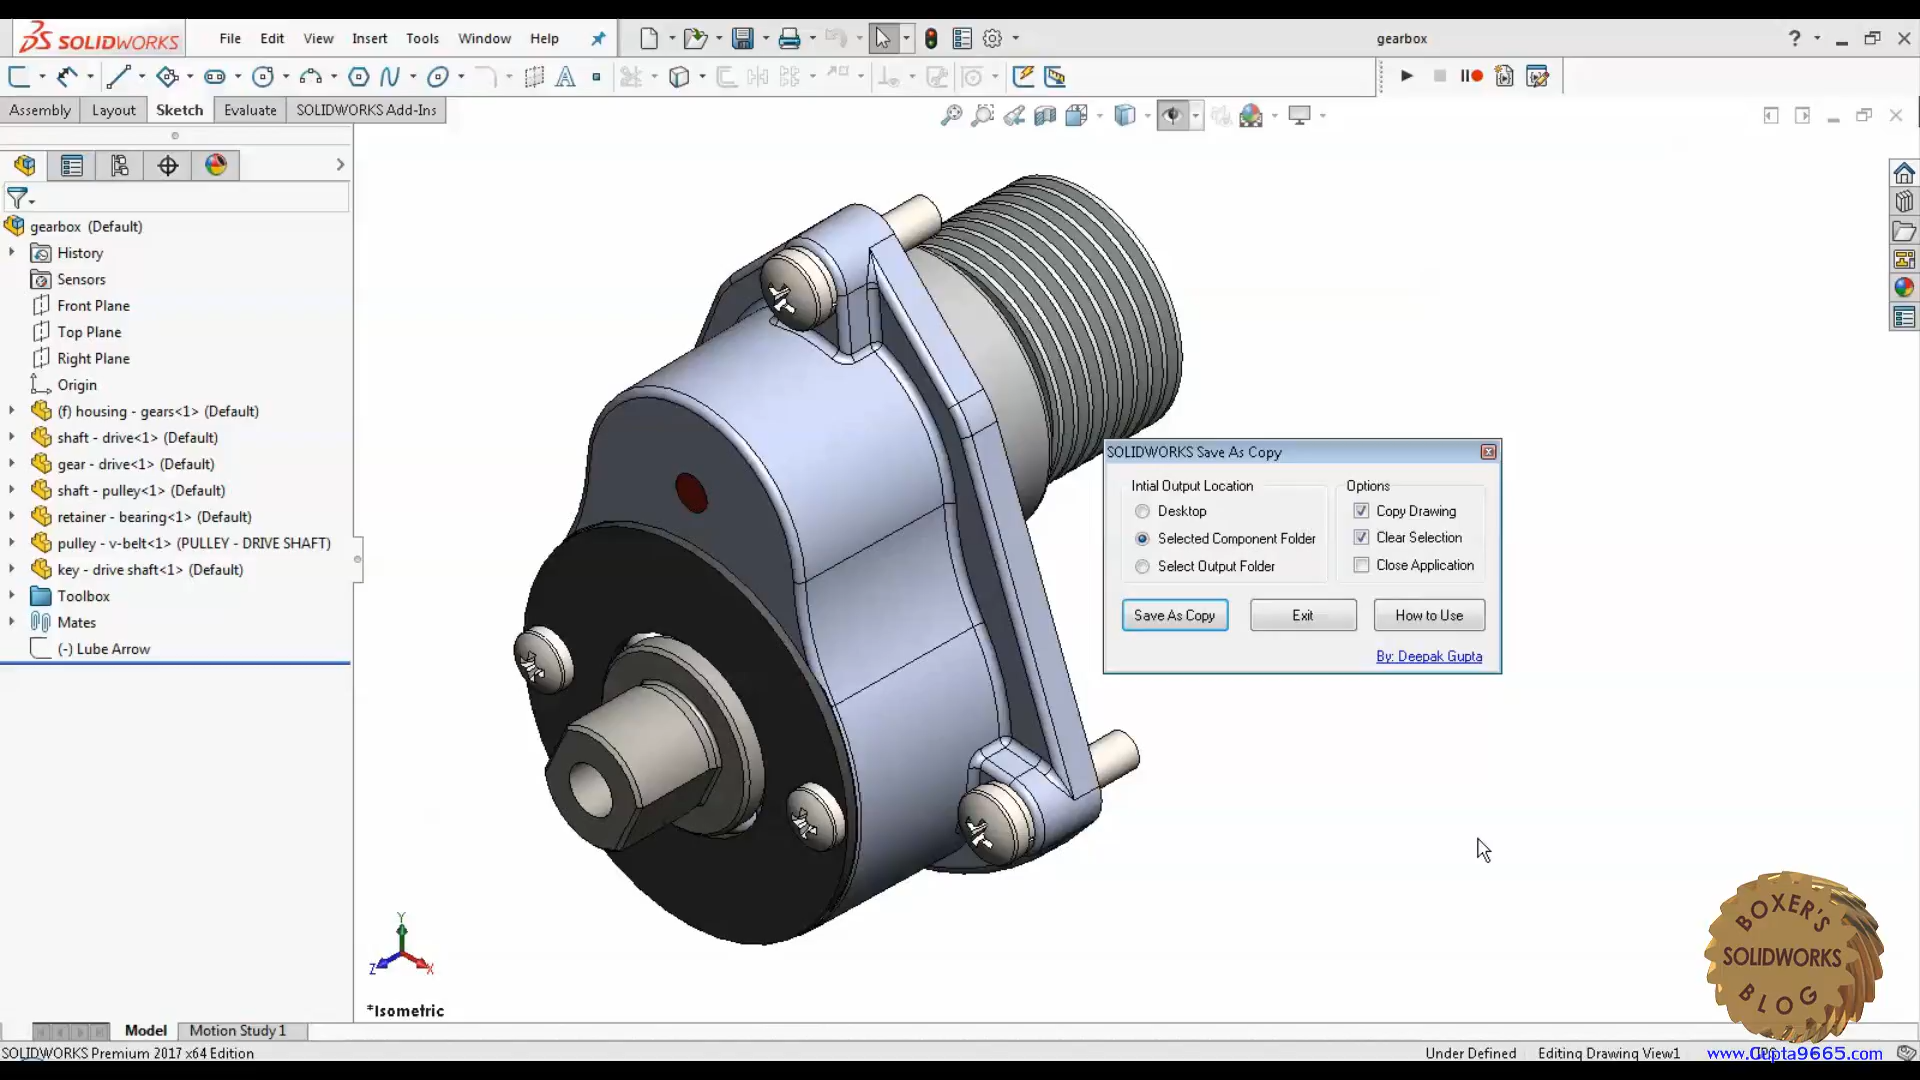 SOLIDWORKS
File Edit View Insert Tools Window Help
gearbox
?
Assembly Layout Sketch Evaluate SOLIDWORKS Add-Ins
gearbox (Default)
History
Sensors
Front Plane
Top Plane
Right Plane
Origin
(f) housing - gears<1> (Default)
shaft - drive<1> (Default)
gear - drive<1> (Default)
shaft - pulley<1> (Default)
retainer - bearing<1> (Default)
pulley - v-belt<1> (PULLEY - DRIVE SHAFT)
key - drive shaft<1> (Default)
Toolbox
Mates
(-) Lube Arrow
SOLIDWORKS Save As Copy
Intial Output Location
Desktop
Selected Component Folder
Select Output Folder
Options
Copy Drawing
Clear Selection
Close Application
Save As Copy
Exit
How to Use
By: Deepak Gupta
Y
Z
X
*Isometric
BOXER'S
SOLIDWORKS
BLOG
Model Motion Study 1
SOLIDWORKS Premium 2017 x64 Edition
Under Defined
Editing Drawing View1
www.Gupta9665.com